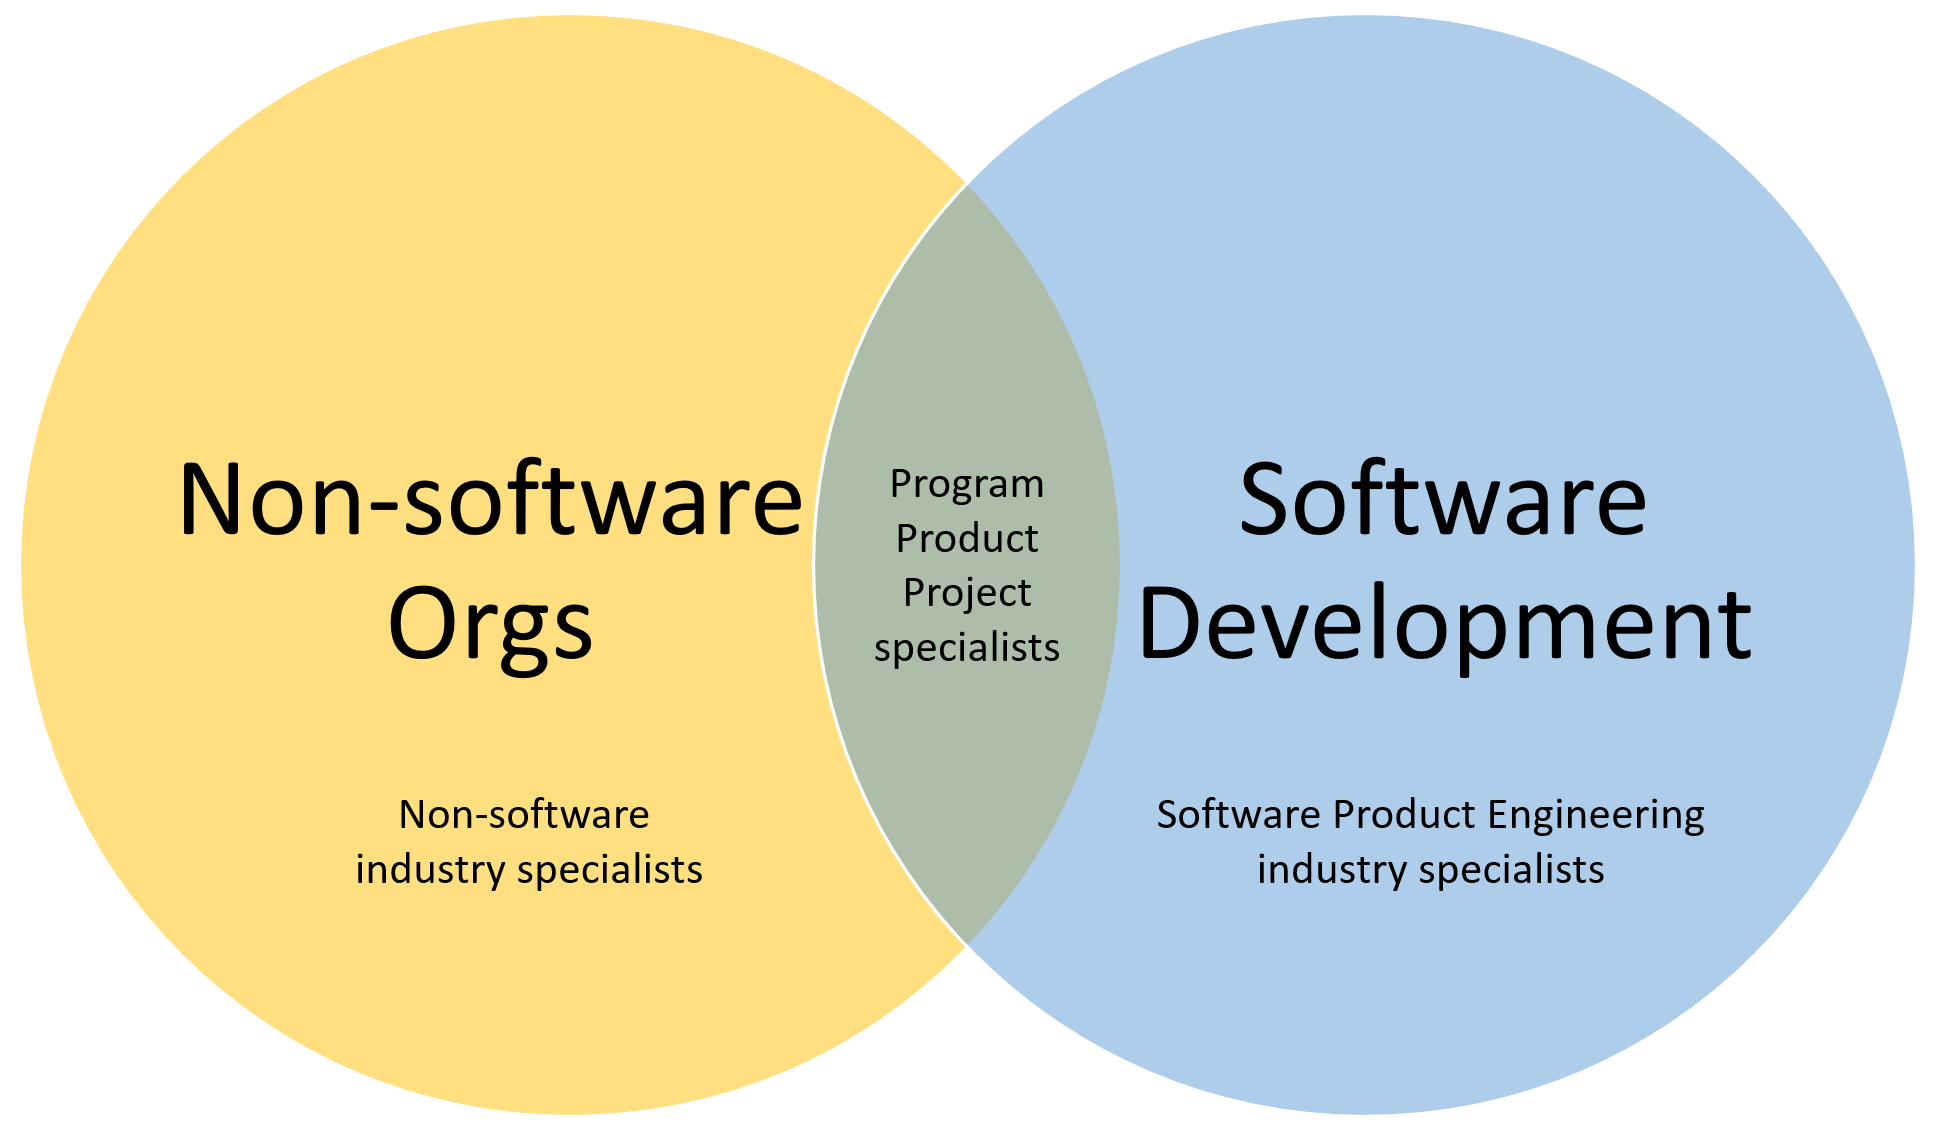 Non-software
Orgs
Non-software
industry specialists
Program
Product
Project
specialists
Software
Development
Software Product Engineering
industry specialists